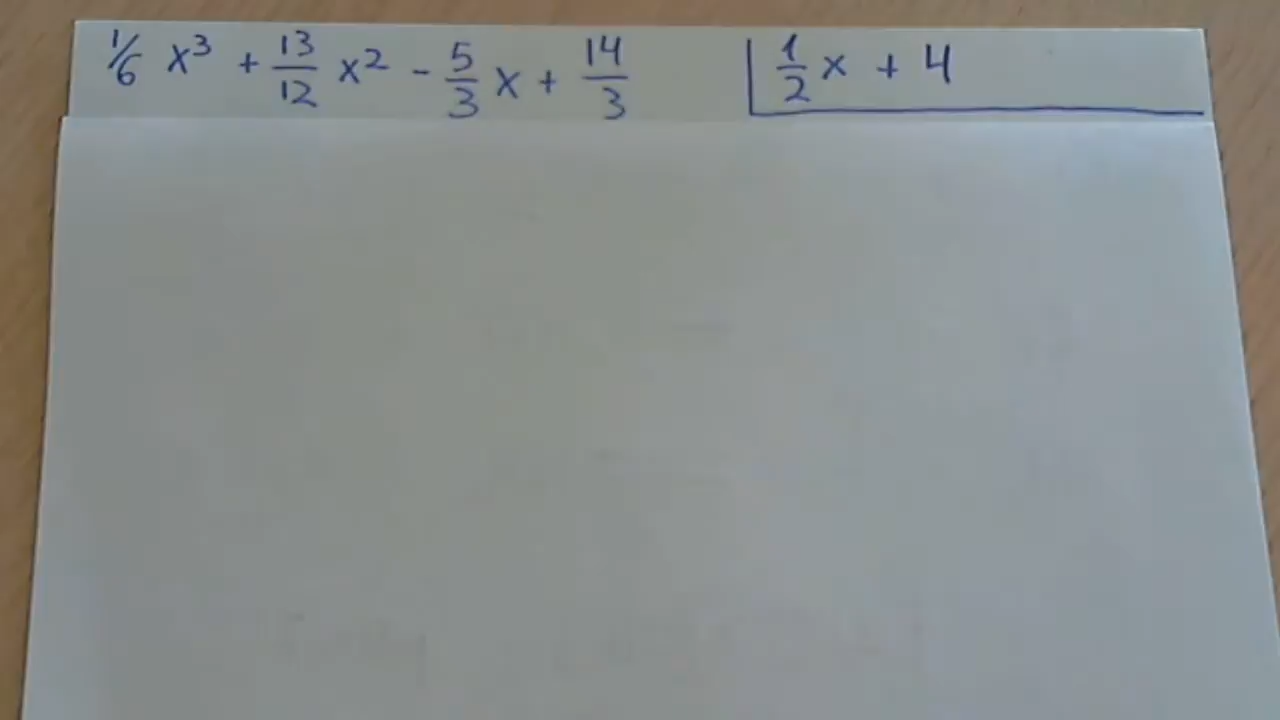 1/6 x³ + 13/12 x² - 5/3 x + 14/3 | 1/2 x + 4